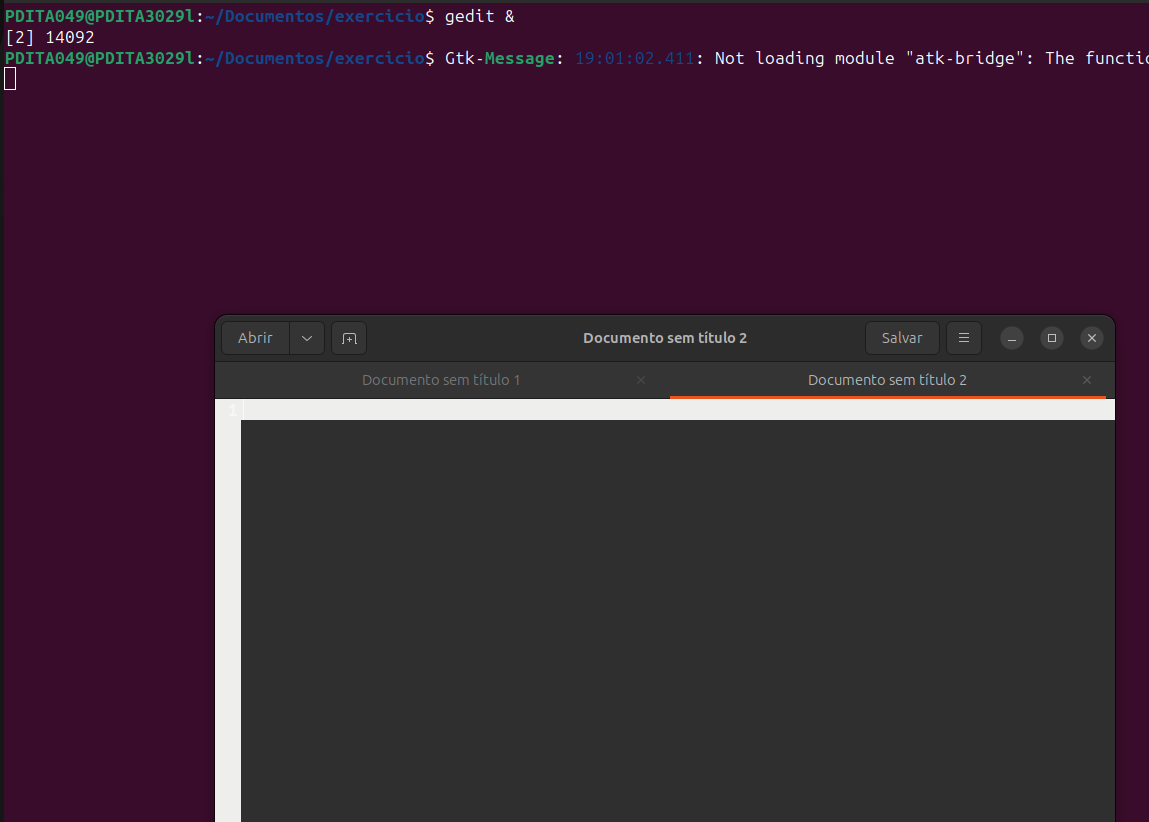 PDITA049@PDITA3029l:~/Documentos/exercicio$ gedit &
[2] 14092
PDITA049@PDITA3029l:~/Documentos/exercicio$ Gtk-Message: 19:01:02.411: Not loading module "atk-bridge": The
Abrir Documento sem título 2 Salvar
Documento sem título 1 Documento sem título 2
1